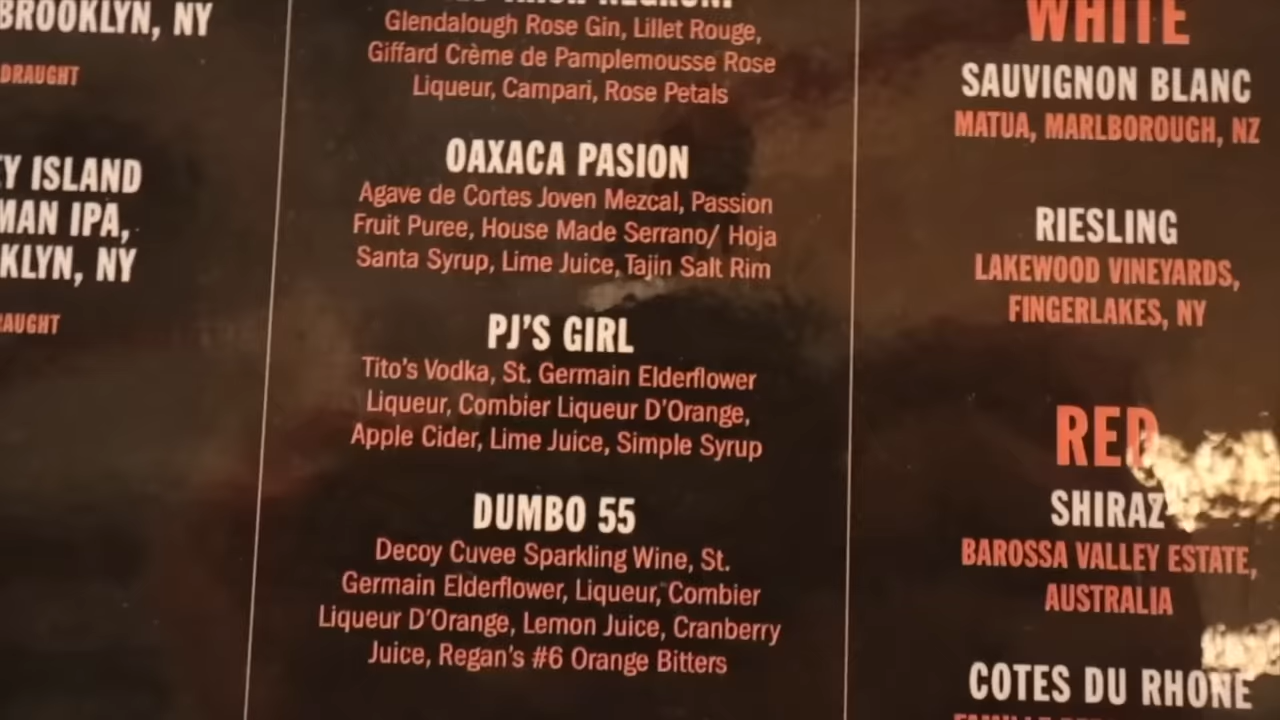 BROOKLYN, NY
DRAUGHT
Y ISLAND
MAN IPA,
KLYN, NY
AUGHT
Glendalough Rose Gin, Lillet Rouge,
Giffard Crème de Pamplemousse Rose
Liqueur, Campari, Rose Petals
OAXACA PASION
Agave de Cortes Joven Mezcal, Passion
Fruit Puree, House Made Serrano/ Hoja
Santa Syrup, Lime Juice, Tajin Salt Rim
PJ'S GIRL
Tito's Vodka, St. Germain Elderflower
Liqueur, Combier Liqueur D'Orange,
Apple Cider, Lime Juice, Simple Syrup
DUMBO 55
Decoy Cuvee Sparkling Wine, St.
Germain Elderflower, Liqueur, Combier
Liqueur D'Orange, Lemon Juice, Cranberry
Juice, Regan's #6 Orange Bitters
WHITE
SAUVIGNON BLANC
MATUA, MARLBOROUGH, NZ
RIESLING
LAKEWOOD VINEYARDS,
FINGERLAKES, NY
RED
SHIRAZ
BAROSSA VALLEY ESTATE,
AUSTRALIA
COTES DU RHONE